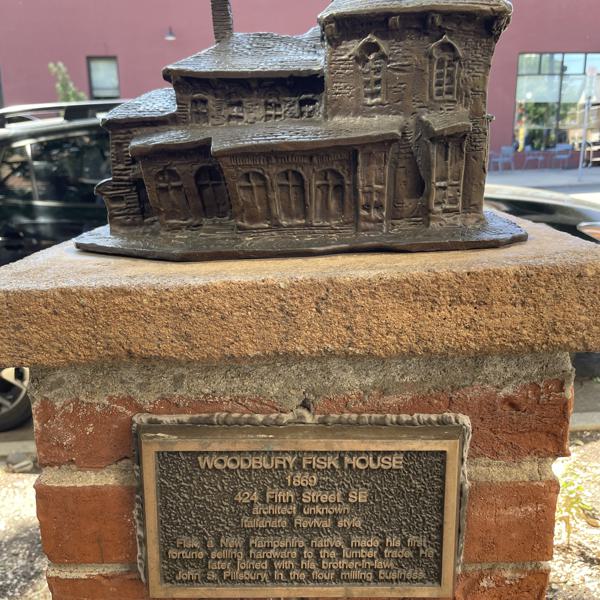 WOODBURY FISK HOUSE
1869
424 Fifth Street SE
architect unknown
Italianate Revival style
Fisk, a New Hampshire native, made his first
fortune selling hardware to the lumber trade. He
later joined with his brother-in-law,
John S. Pillsbury, in the flour milling business.